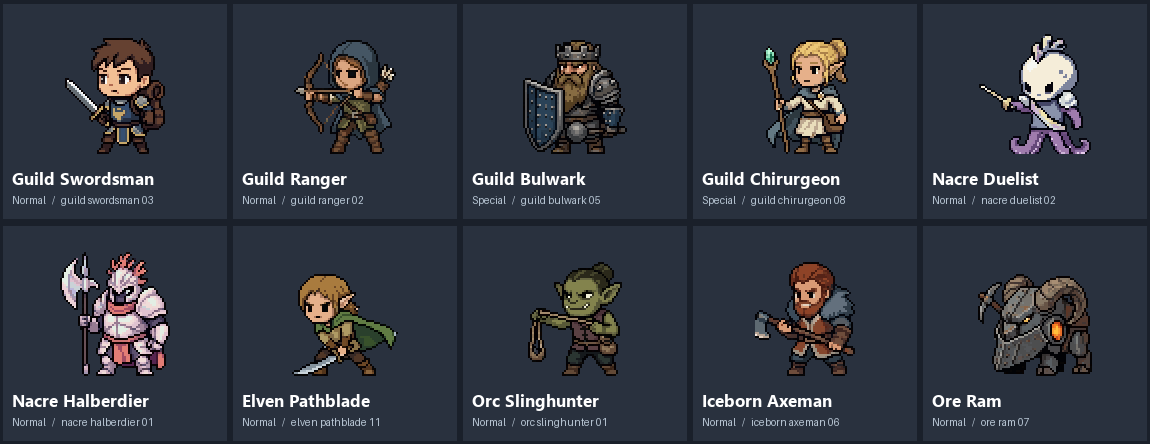 Guild Swordsman
Normal / guild swordsman 03
Guild Ranger
Normal / guild ranger 02
Guild Bulwark
Special / guild bulwark 05
Guild Chirurgeon
Special / guild chirurgeon 08
Nacre Duelist
Normal / nacre duelist 02
Nacre Halberdier
Normal / nacre halberdier 01
Elven Pathblade
Normal / elven pathblade 11
Orc Slinghunter
Normal / orc slinghunter 01
Iceborn Axeman
Normal / iceborn axeman 06
Ore Ram
Normal / ore ram 07